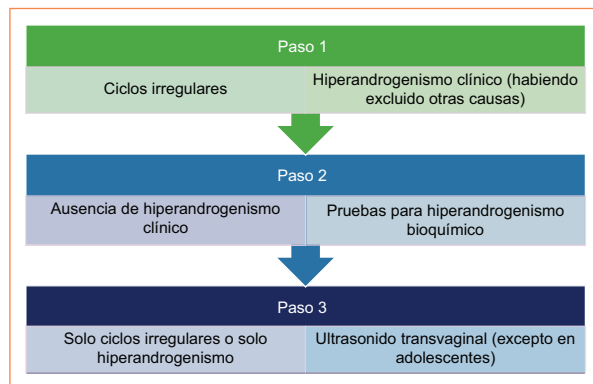 Paso 1
Ciclos irregulares
Hiperandrogenismo clínico (habiendo
excluido otras causas)
Paso 2
Ausencia de hiperandrogenismo
clínico
Pruebas para hiperandrogenismo
bioquímico
Paso 3
Solo ciclos irregulares o solo
hiperandrogenismo
Ultrasonido transvaginal (excepto en
adolescentes)